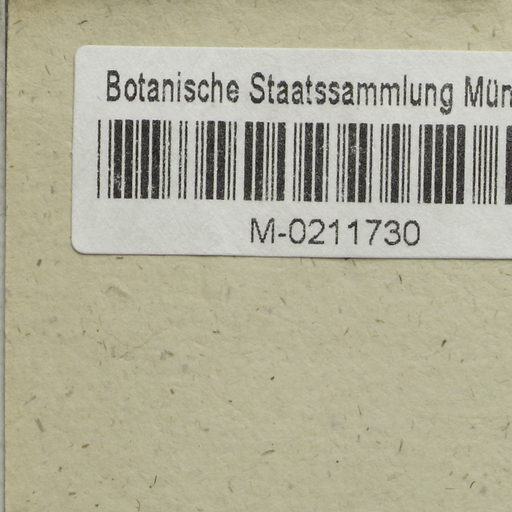 Botanische Staatssammlung Mün
M-0211730